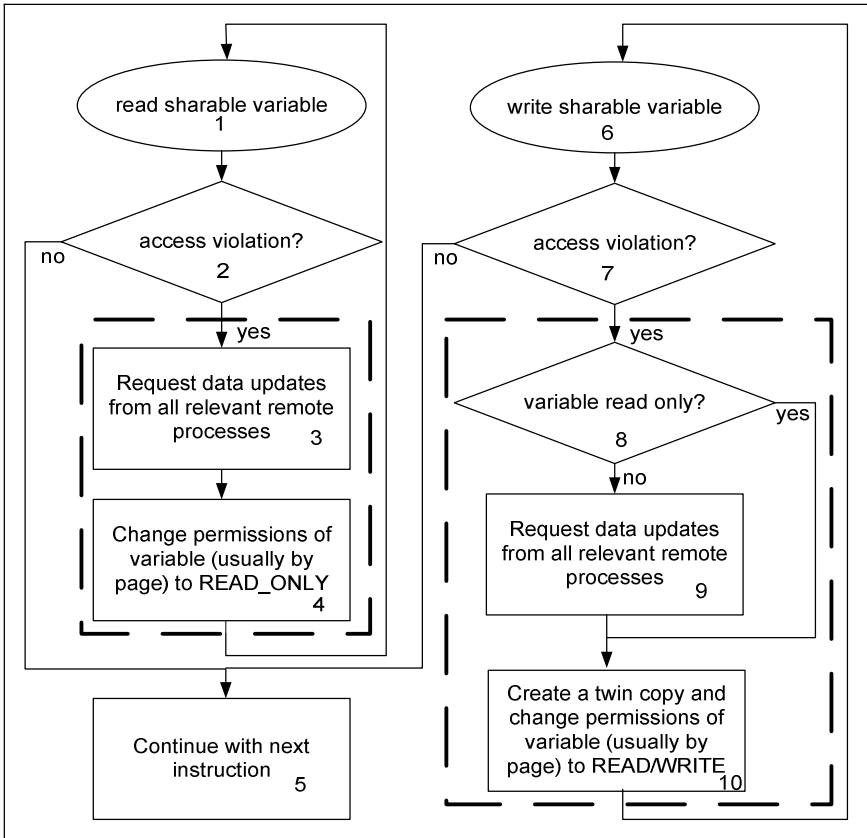 read sharable variable
1
access violation?
2
no
yes
Request data updates
from all relevant remote
processes
3
Change permissions of
variable (usually by
page) to READ_ONLY
4
Continue with next
instruction
5
write sharable variable
6
access violation?
7
no
yes
variable read only?
8
yes
no
Request data updates
from all relevant remote
processes
9
Create a twin copy and
change permissions of
variable (usually by
page) to READ/WRITE
10